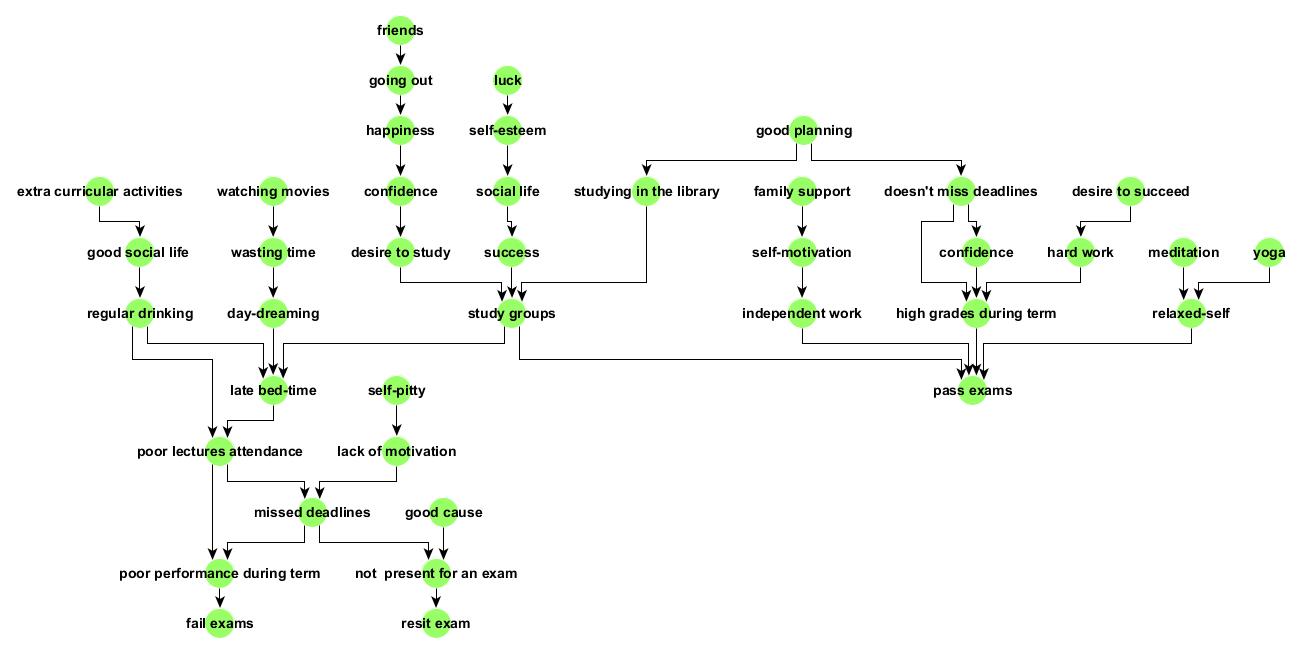 friends
going out
luck
happiness
self-esteem
good planning
extra curricular activities
watching movies
confidence
social life
studying in the library
family support
doesn't miss deadlines
desire to succeed
good social life
wasting time
desire to study
success
self-motivation
confidence
hard work
meditation
yoga
regular drinking
day-dreaming
study groups
independent work
high grades during term
relaxed-self
late bed-time
self-pitty
pass exams
poor lectures attendance
lack of motivation
missed deadlines
good cause
poor performance during term
not present for an exam
fail exams
resit exam